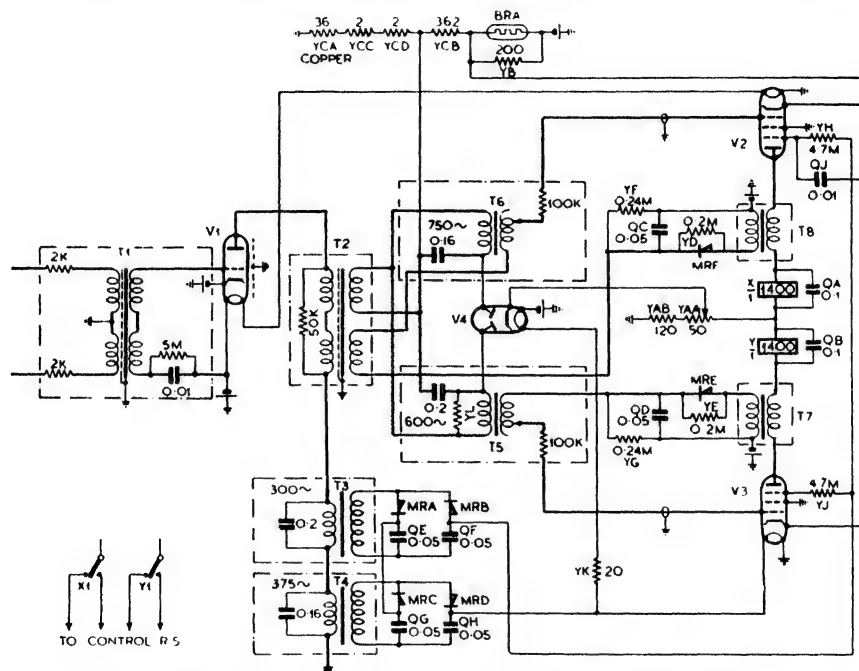 36 2 2 362 BRA
YCA YCC YCD YCB 200
COPPER YB
V2
YH
4.7M
QJ
0.01
V1
T6
100K
750~
0.16
YF
0.24M
QC
0.05
0.2M
YD
MRF
T8
2K
T1
T2
50K
V4
X/1 1400
QA
0.1
YAB YAA
120 50
5M
0.01
2K
Y/1 1400
QB
0.1
0.2
600~
YL
T5
100K
MRE
QD
0.05
YE
0.2M
0.24M
YG
T7
V3
4.7M
YJ
300~
T3
0.2
MRA MRB
QE
0.05
QF
0.05
YK 20
375~
T4
0.16
MRC MRD
QG
0.05
QH
0.05
X1 Y1
TO CONTROL R S